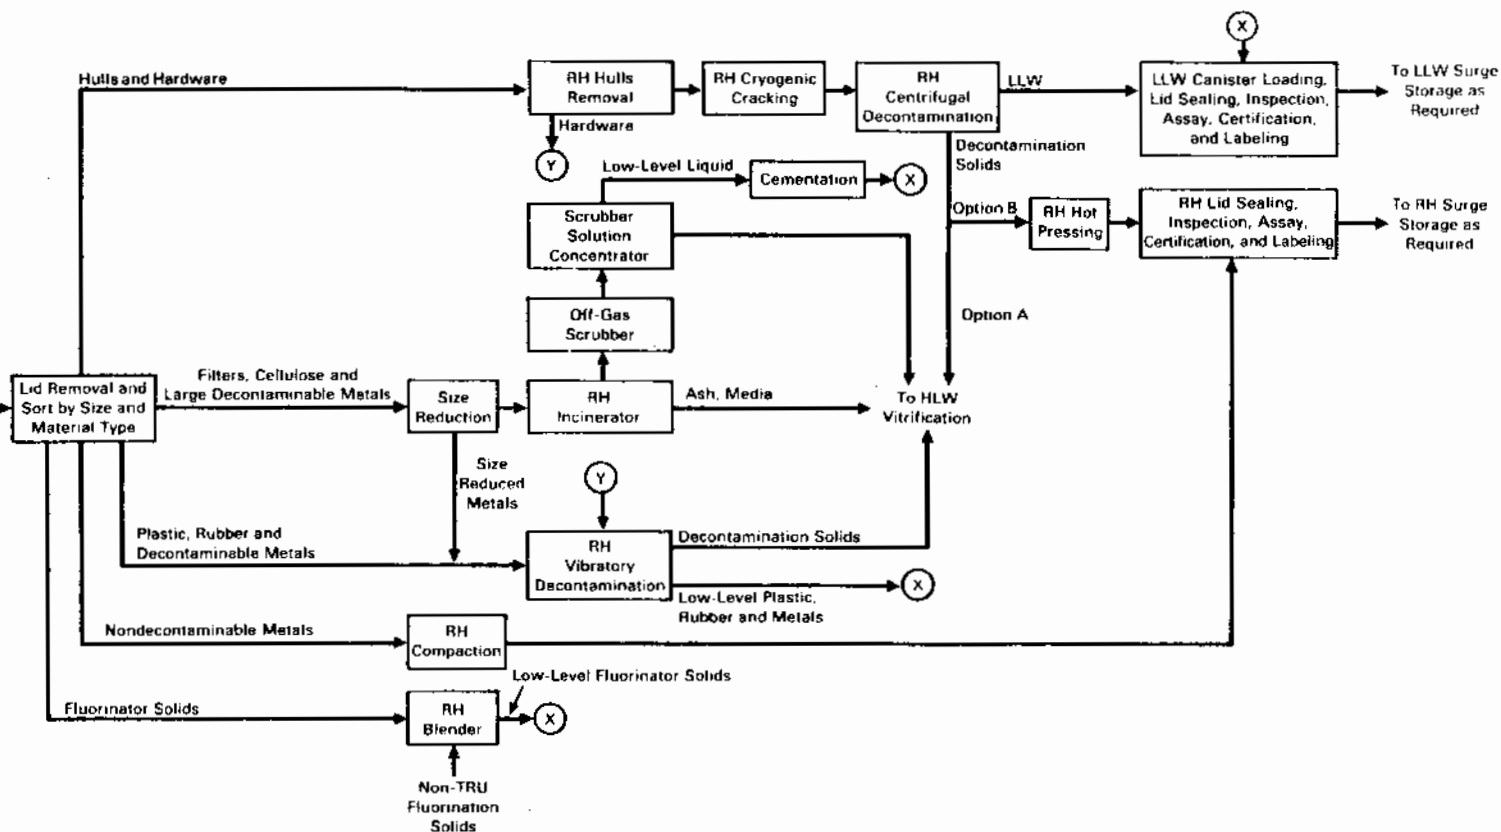 X
Hulls and Hardware
RH Hulls
Removal
RH Cryogenic
Cracking
RH
Centrifugal
Decontamination
LLW
LLW Canister Loading,
Lid Sealing, Inspection,
Assay, Certification,
and Labeling
To LLW Surge
Storage as
Required
Hardware
Y
Decontamination
Solids
Low-Level Liquid
Cementation
X
Scrubber
Solution
Concentrator
Option B
RH Hot
Pressing
RH Lid Sealing,
Inspection, Assay,
Certification, and Labeling
To RH Surge
Storage as
Required
Off-Gas
Scrubber
Option A
Lid Removal and
Sort by Size and
Material Type
Filters, Cellulose and
Large Decontaminable Metals
Size
Reduction
RH
Incinerator
Ash, Media
To HLW
Vitrification
Size
Reduced
Metals
Y
Plastic, Rubber and
Decontaminable Metals
RH
Vibratory
Decontamination
Decontamination Solids
X
Low-Level Plastic,
Rubber and Metals
Nondecontaminable Metals
RH
Compaction
Low-Level Fluorinator Solids
Fluorinator Solids
RH
Blender
X
Non-TRU
Fluorination
Solids